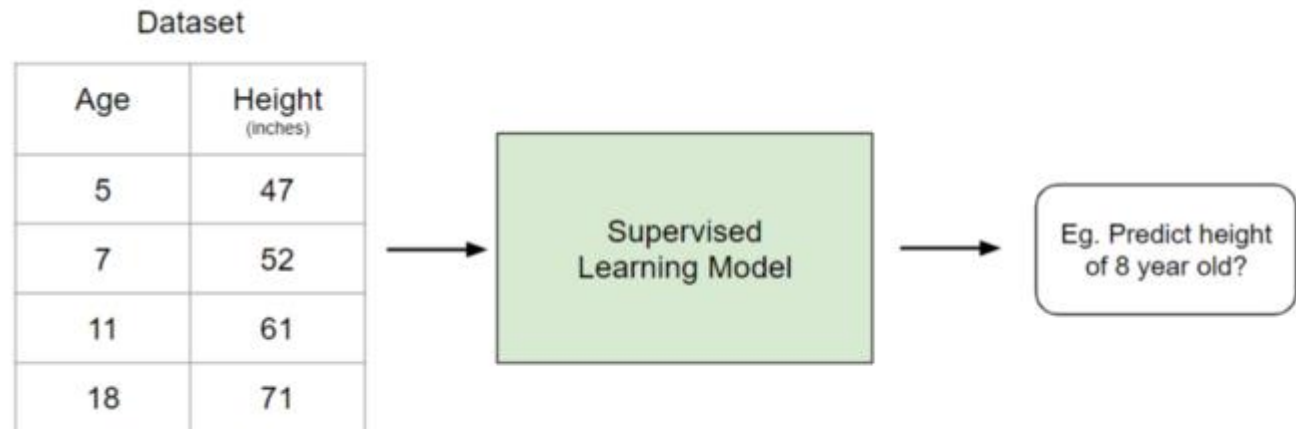 Dataset
Age Height
(inches)
5 47
7 52
11 61
18 71
Supervised
Learning Model
Eg. Predict height
of 8 year old?